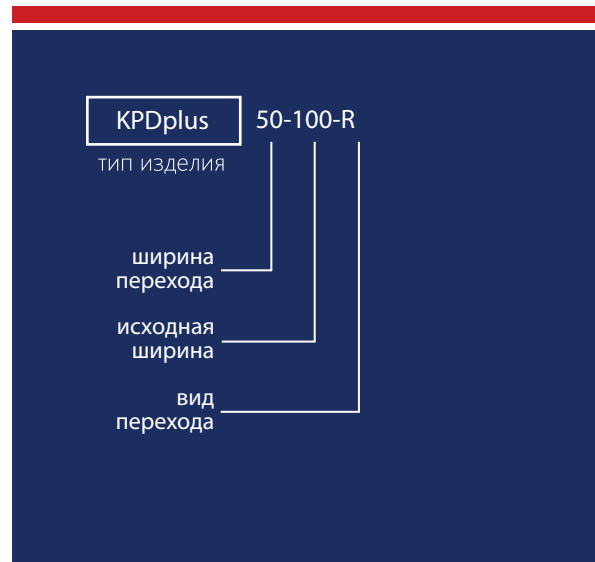 KPDplus 50-100-R
тип изделия
ширина
перехода
исходная
ширина
вид
перехода